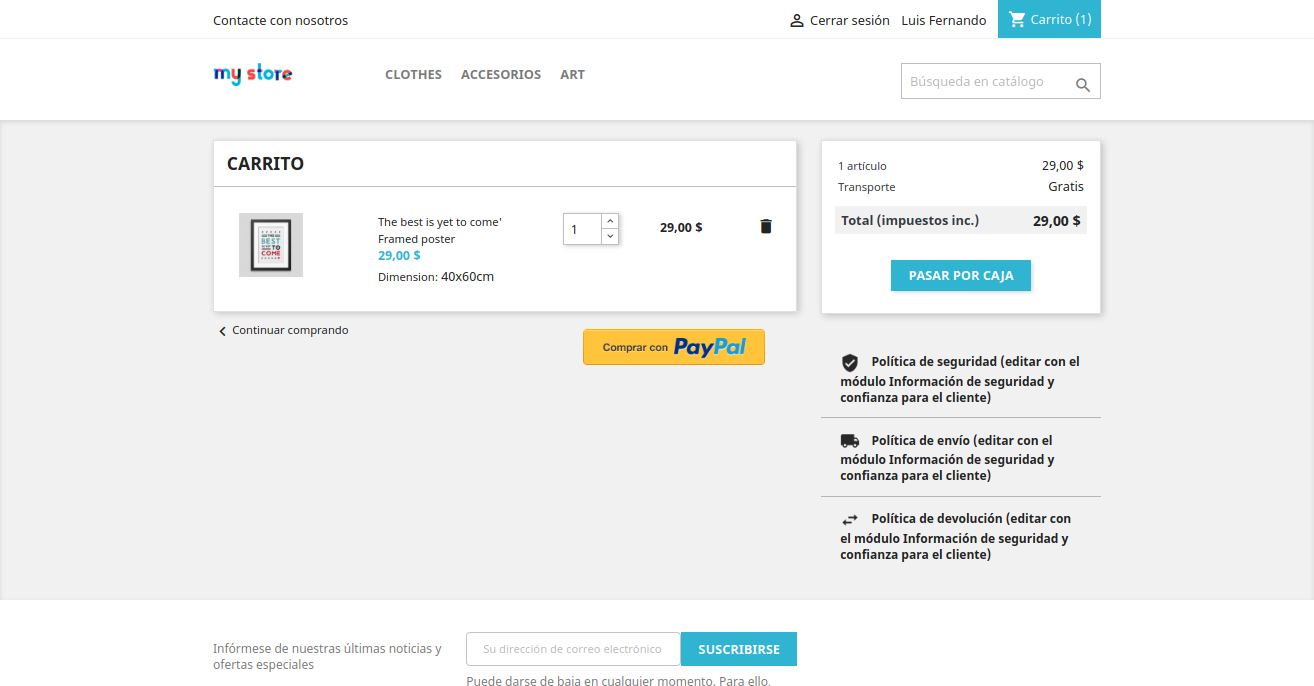 Contacte con nosotros
Cerrar sesión Luis Fernando Carrito (1)
my store
CLOTHES ACCESORIOS ART
Búsqueda en catálogo
CARRITO
BEST
TO
COME
The best is yet to come'
Framed poster
29,00 $
Dimension: 40x60cm
1
29,00 $
Continuar comprando
Comprar con PayPal
1 artículo 29,00 $
Transporte Gratis
Total (impuestos inc.) 29,00 $
PASAR POR CAJA
Política de seguridad (editar con el
módulo Información de seguridad y
confianza para el cliente)
Política de envío (editar con el
módulo Información de seguridad y
confianza para el cliente)
Política de devolución (editar con
el módulo Información de seguridad y
confianza para el cliente)
Infórmese de nuestras últimas noticias y
ofertas especiales
Su dirección de correo electrónico
SUSCRIBIRSE
Puede darse de baja en cualquier momento. Para ello,